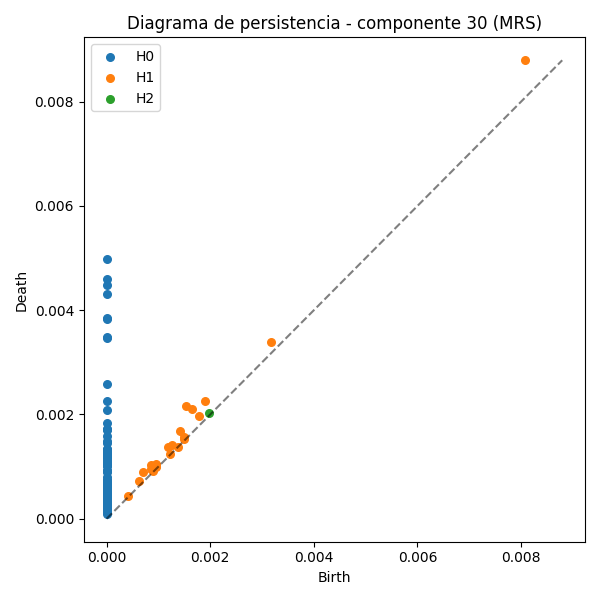 Diagrama de persistencia - componente 30 (MRS)
H0
H1
H2
0.008
0.006
0.004
0.002
0.000
Death
0.000 0.002 0.004 0.006 0.008
Birth